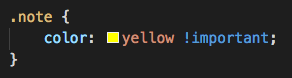 .note {
    color: yellow !important;
}